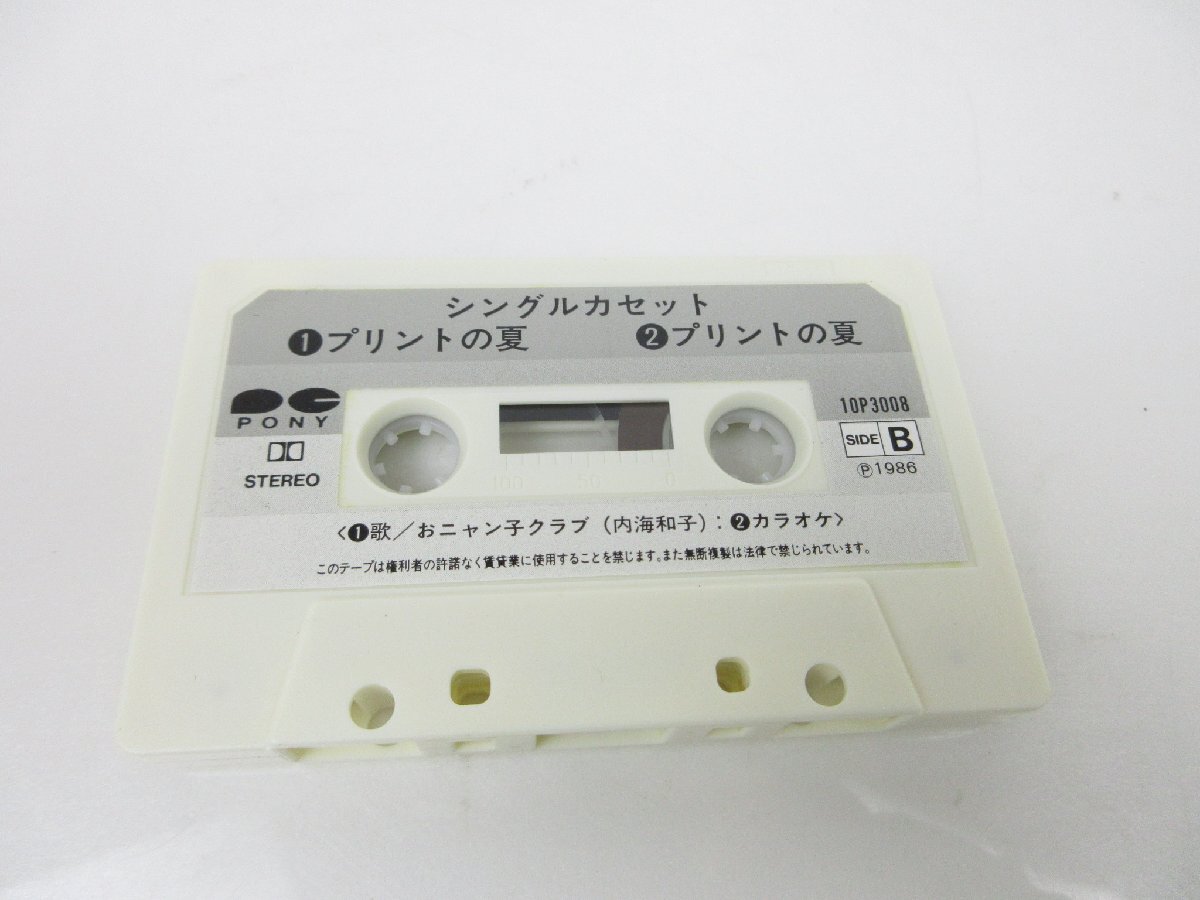 シングルカセット
❶プリントの夏 ❷プリントの夏
PONY
STEREO
10P3008
SIDE B
Ⓟ1986
100 50 0
〈❶歌／おニャン子クラブ（内海和子）：❷カラオケ〉
このテープは権利者の許諾なく賃貸業に使用することを禁じます。また無断複製は法律で禁じられています。